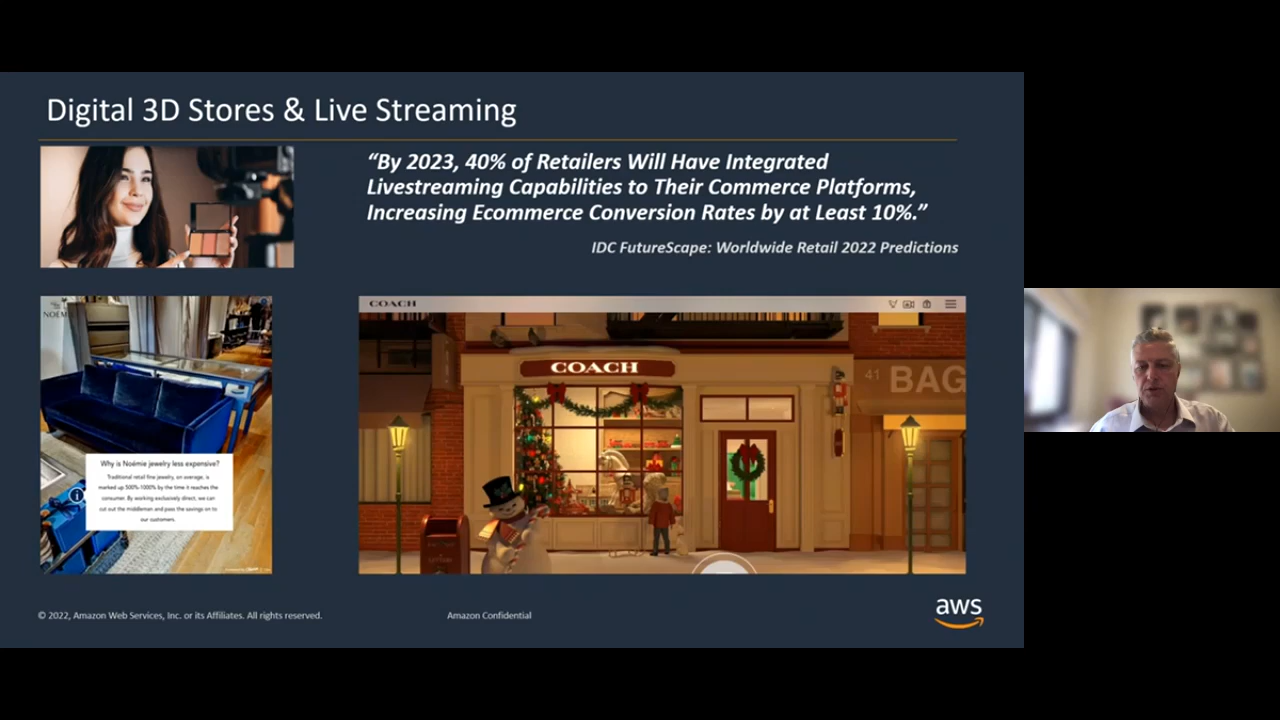 Digital 3D Stores & Live Streaming
“By 2023, 40% of Retailers Will Have Integrated
Livestreaming Capabilities to Their Commerce Platforms,
Increasing Ecommerce Conversion Rates by at Least 10%.”
IDC FutureScape: Worldwide Retail 2022 Predictions
NOÉMIE
Why is Noémie jewelry less expensive?
Traditional retail fine jewelry, on average, is
marked up 500%-1000% by the time it reaches the
consumer. By working exclusively direct, we can
cut out the middleman and pass the savings on to
our customers.
COACH
COACH
41 BAG
© 2022, Amazon Web Services, Inc. or its Affiliates. All rights reserved.
Amazon Confidential
aws